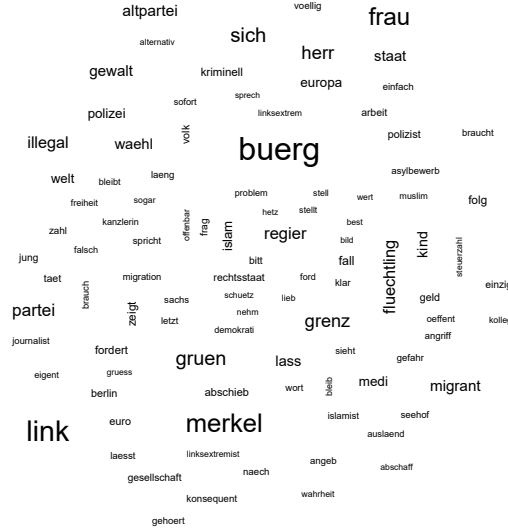 voellig
altpartei
frau
sich
alternativ
herr
staat
gewalt
kriminell
europa
einfach
sprech
sofort
polizei
linksextrem
arbeit
volk
polizist
braucht
illegal
waehl
buerg
asylbewerb
welt
bleibt
laeng
problem
stell
wert
muslim
folg
freiheit
sogar
hetz
stellt
kanzlerin
offenbar
frag
islam
best
zahl
spricht
regier
bild
kind
steuerzahl
falsch
jung
bitt
fall
fluechtling
taet
migration
rechtsstaat
ford
klar
einzig
brauch
sachs
schuetz
lieb
geld
partei
zeigt
letzt
nehm
grenz
oeffent
kolleg
demokrati
angriff
journalist
fordert
sieht
gefahr
gruen
lass
eigent
gruess
medi
migrant
berlin
abschieb
wort
bleib
link
euro
merkel
islamist
seehof
auslaend
laesst
linksextremist
angeb
abschaff
gesellschaft
naech
konsequent
wahrheit
gehoert